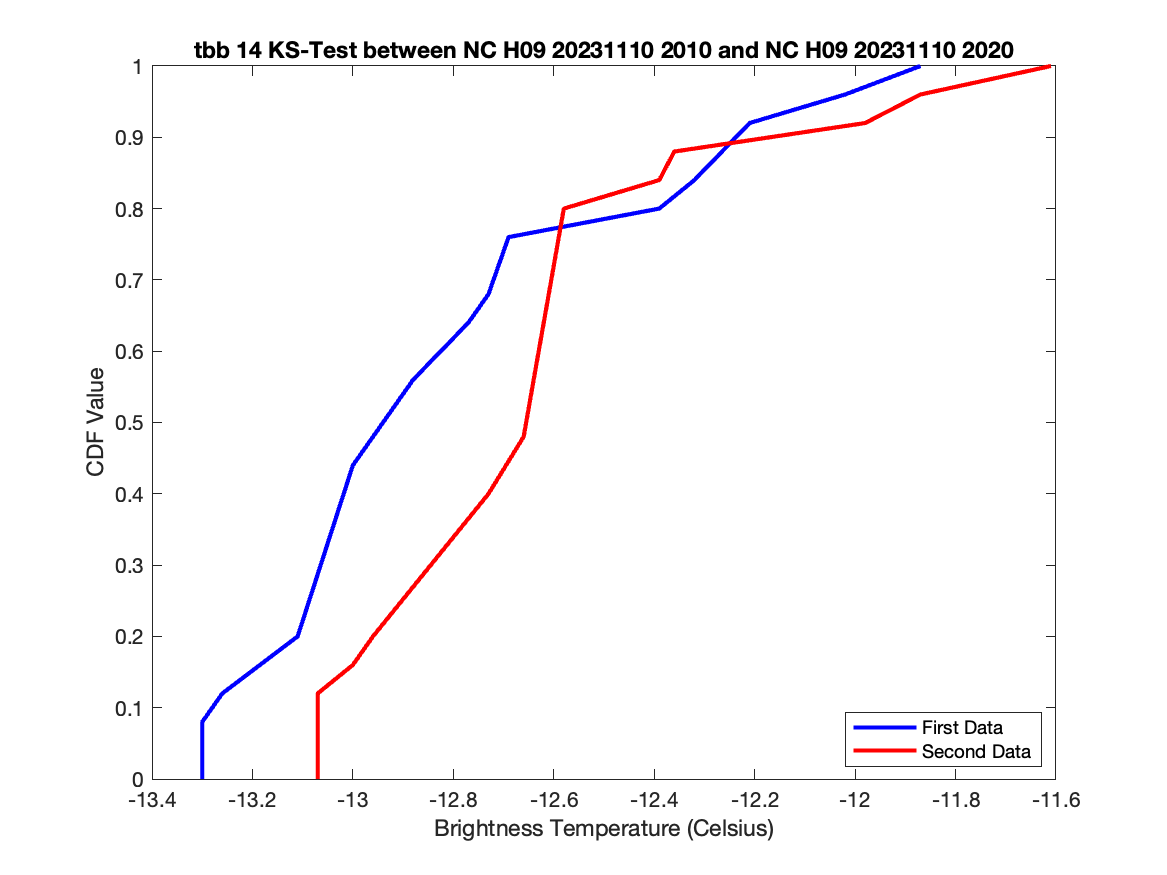 tbb 14 KS-Test between NC H09 20231110 2010 and NC H09 20231110 2020
1
0.9
0.8
0.7
0.6
0.5
0.4
0.3
0.2
0.1
0
CDF Value
First Data
Second Data
-13.4 -13.2 -13 -12.8 -12.6 -12.4 -12.2 -12 -11.8 -11.6
Brightness Temperature (Celsius)